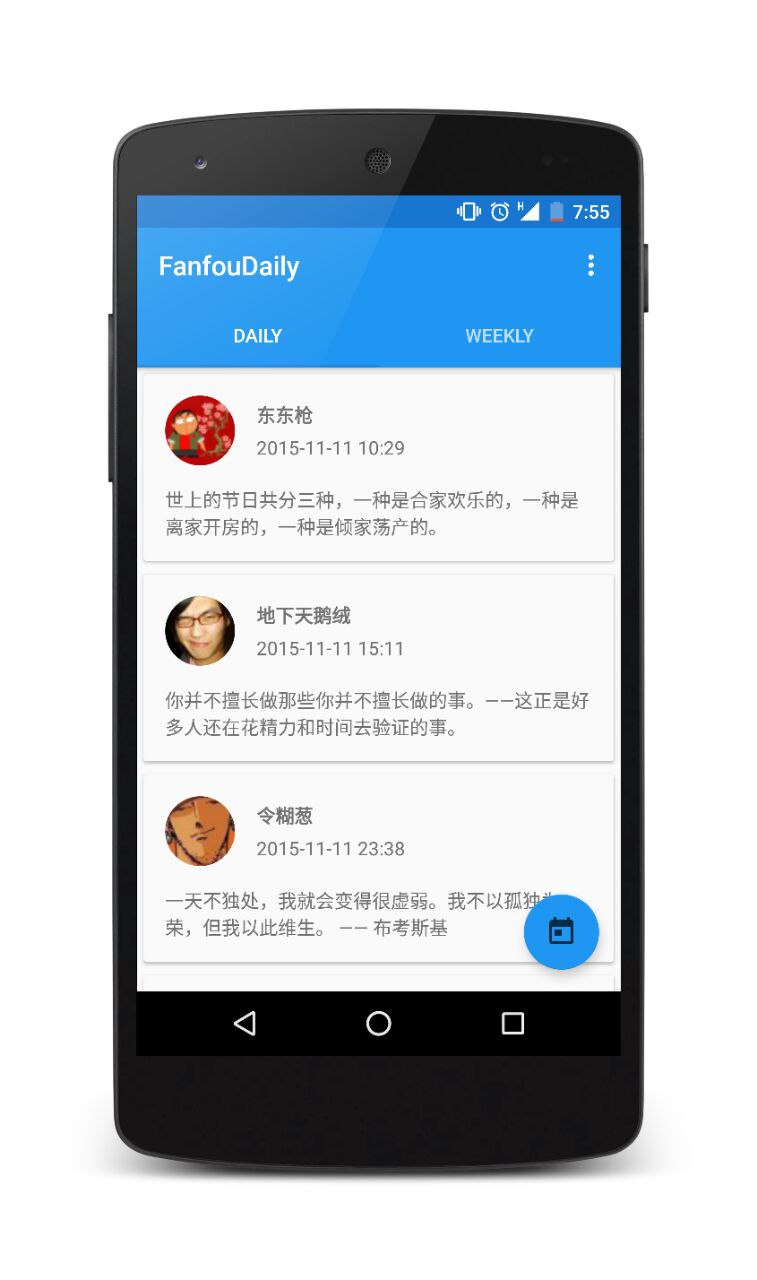 H 7:55
FanfouDaily
DAILY WEEKLY
东东枪
2015-11-11 10:29
世上的节日共分三种，一种是合家欢乐的，一种是
离家开房的，一种是倾家荡产的。
地下天鹅绒
2015-11-11 15:11
你并不擅长做那些你并不擅长做的事。——这正是好
多人还在花精力和时间去验证的事。
令糊葱
2015-11-11 23:38
一天不独处，我就会变得很虚弱。我不以孤独为
荣，但我以此维生。 —— 布考斯基